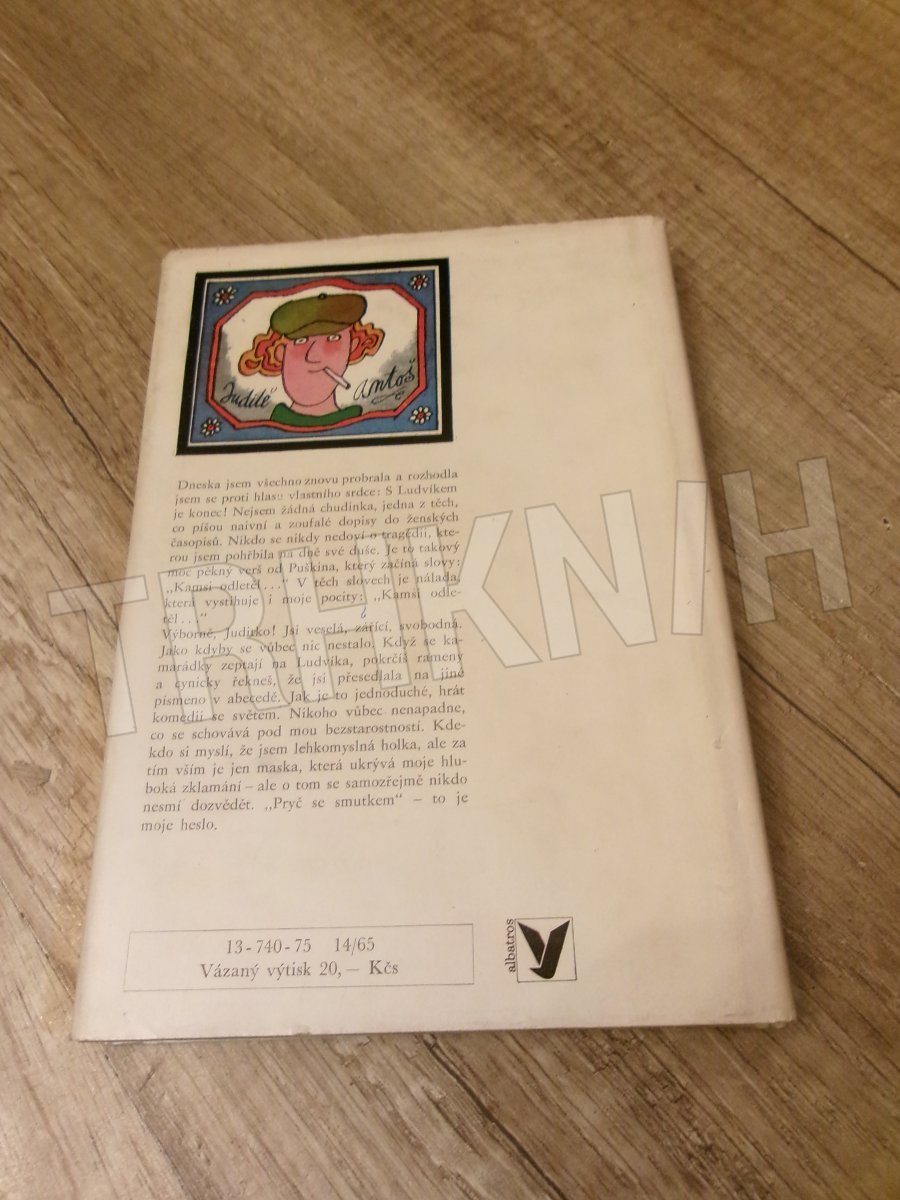 Juditě Antoš
Dneska jsem všechno znovu probrala a rozhodla
jsem se proti hlasu vlastního srdce: S Ludvíkem
je konec! Nejsem žádná chudinka, jedna z těch,
co píšou naivní a zoufalé dopisy do ženských
časopisů. Nikdo se nikdy nedoví o tragédii, kte-
rou jsem pohřbila na dně své duše. Je to takový
moc pěkný verš od Puškina, který začíná slovy:
„Kamsi odletěl...“ V těch slovech je nálada,
která vystihuje i moje pocity: „Kamsi odle-
těl...“
Výborně, Juditko! Jsi veselá, zářící, svobodná.
Jako kdyby se vůbec nic nestalo. Když se ka-
marádky zeptají na Ludvíka, pokrčíš rameny
a cynicky řekneš, že jsi přesedlala na jiné
písmeno v abecedě. Jak je to jednoduché, hrát
komedii se světem. Nikoho vůbec nenapadne,
co se schovává pod mou bezstarostností. Kde-
kdo si myslí, že jsem lehkomyslná holka, ale za
tím vším je jen maska, která ukrývá moje hlu-
boká zklamání – ale o tom se samozřejmě nikdo
nesmí dozvědět. „Pryč se smutkem“ – to je
moje heslo.
13-740-75 14/65
Vázaný výtisk 20,– Kčs
albatros
TRHKNIH